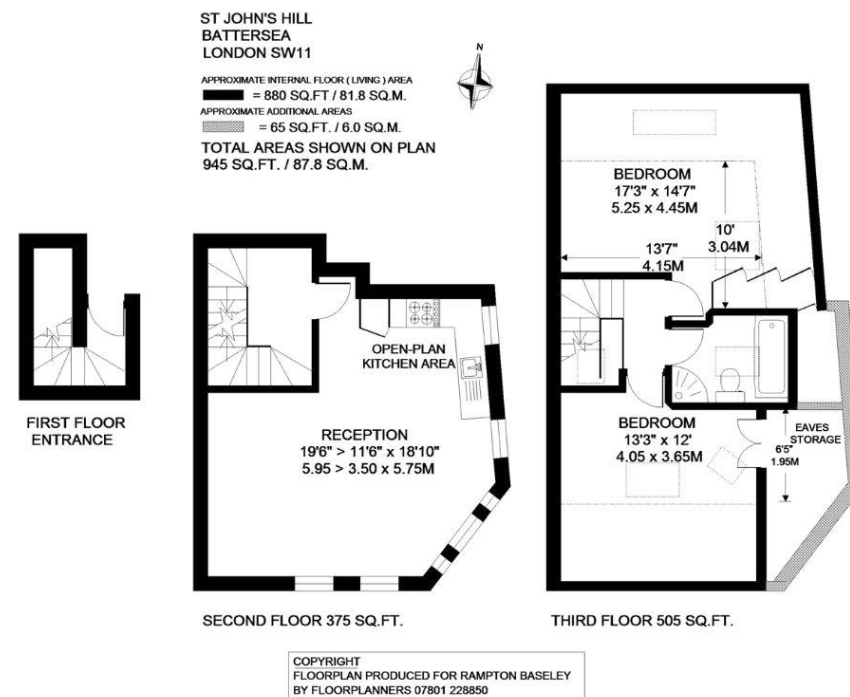 ST JOHN'S HILL
BATTERSEA
LONDON SW11
APPROXIMATE INTERNAL FLOOR ( LIVING ) AREA
= 880 SQ.FT / 81.8 SQ.M.
APPROXIMATE ADDITIONAL AREAS
= 65 SQ.FT. / 6.0 SQ.M.
TOTAL AREAS SHOWN ON PLAN
945 SQ.FT. / 87.8 SQ.M.
N
FIRST FLOOR
ENTRANCE
OPEN-PLAN
KITCHEN AREA
RECEPTION
19'6" > 11'6" x 18'10"
5.95 > 3.50 x 5.75M
SECOND FLOOR 375 SQ.FT.
BEDROOM
17'3" x 14'7"
5.25 x 4.45M
10'
3.04M
13'7"
4.15M
BEDROOM
13'3" x 12'
4.05 x 3.65M
EAVES
STORAGE
6'5"
1.95M
THIRD FLOOR 505 SQ.FT.
COPYRIGHT
FLOORPLAN PRODUCED FOR RAMPTON BASELEY
BY FLOORPLANNERS 07801 228850